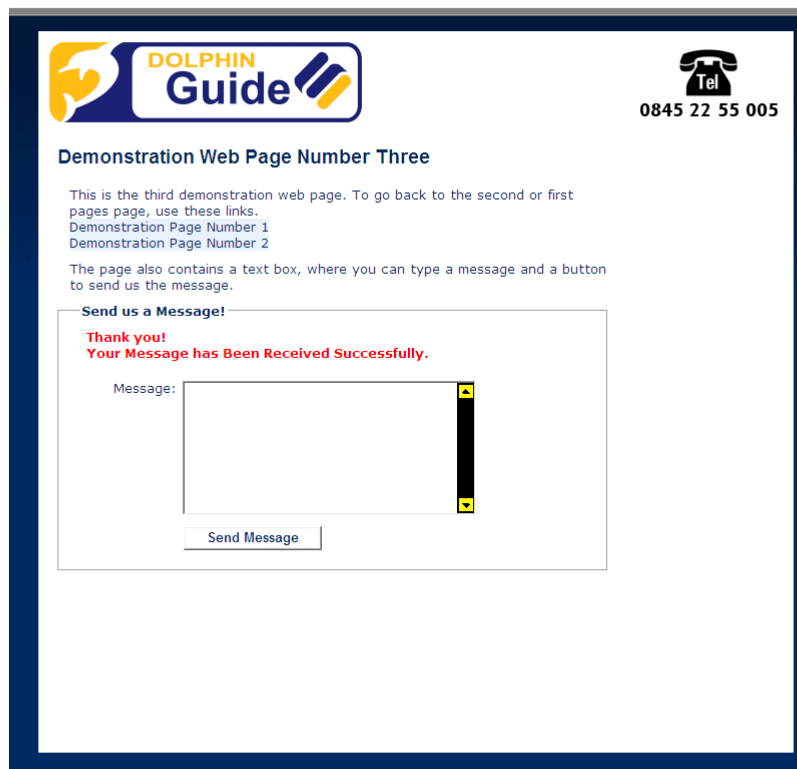 DOLPHIN
Guide
Tel
0845 22 55 005
Demonstration Web Page Number Three
This is the third demonstration web page. To go back to the second or first
pages page, use these links.
Demonstration Page Number 1
Demonstration Page Number 2
The page also contains a text box, where you can type a message and a button
to send us the message.
Send us a Message!
Thank you!
Your Message has Been Received Successfully.
Message:
Send Message